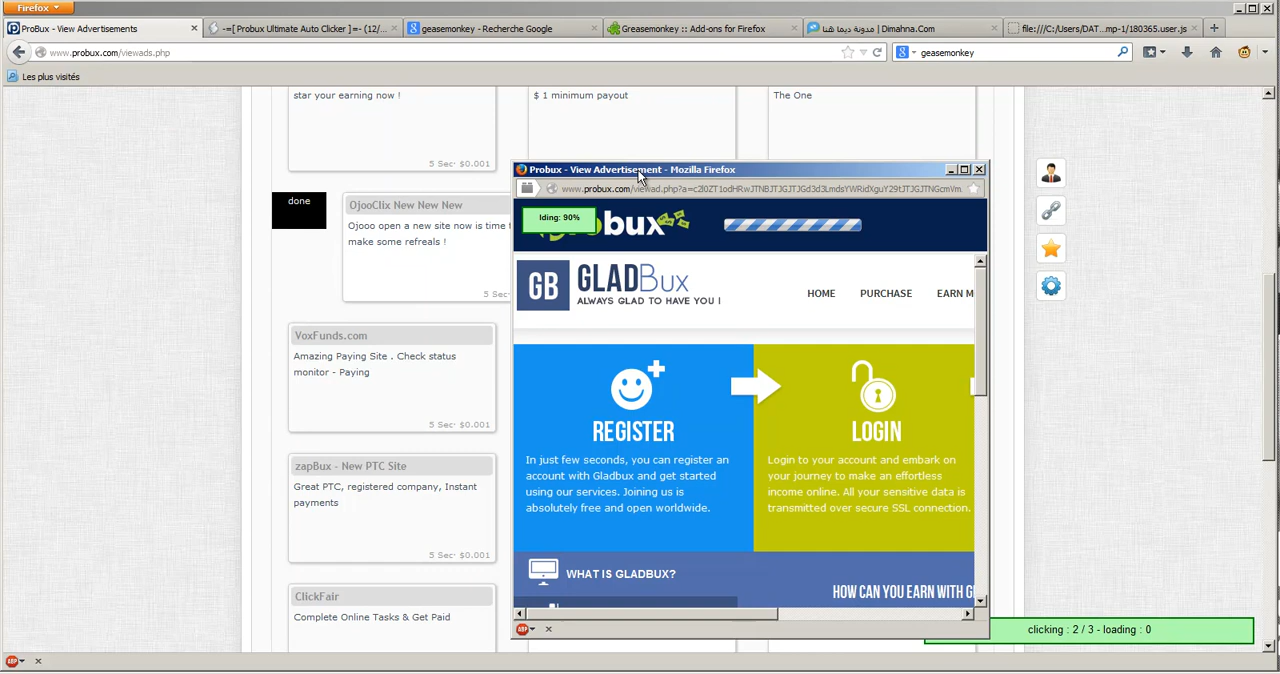 Firefox
ProBux - View Advertisements
-=[ Probux Ultimate Auto Clicker ]=- (12/...
geasemonkey - Recherche Google
Greasemonkey :: Add-ons for Firefox
مدونة ديما هنا | Dimahna.Com
file:///C:/Users/DAT...mp-1/180365.user.js
www.probux.com/viewads.php
geasemonkey
Les plus visités
star your earning now !
$ 1 minimum payout
The One
5 Sec- $0.001
done
OjooClix New New New
Ojooo open a new site now is time t
make some refreals !
5 Sec
VoxFunds.com
Amazing Paying Site . Check status
monitor - Paying
5 Sec- $0.001
zapBux - New PTC Site
Great PTC, registered company, Instant
payments
5 Sec- $0.001
ClickFair
Complete Online Tasks & Get Paid
Probux - View Advertisement - Mozilla Firefox
lding: 90%
bux
GB
GLADBUX
ALWAYS GLAD TO HAVE YOU !
HOME
PURCHASE
EARN M
REGISTER
In just few seconds, you can register an
account with Gladbux and get started
using our services. Joining us is
absolutely free and open worldwide.
LOGIN
Login to your account and embark on
your journey to make an effortless
income online. All your sensitive data is
transmitted over secure SSL connection.
WHAT IS GLADBUX?
HOW CAN YOU EARN WITH G
ABP
clicking : 2 / 3 - loading : 0
ABP